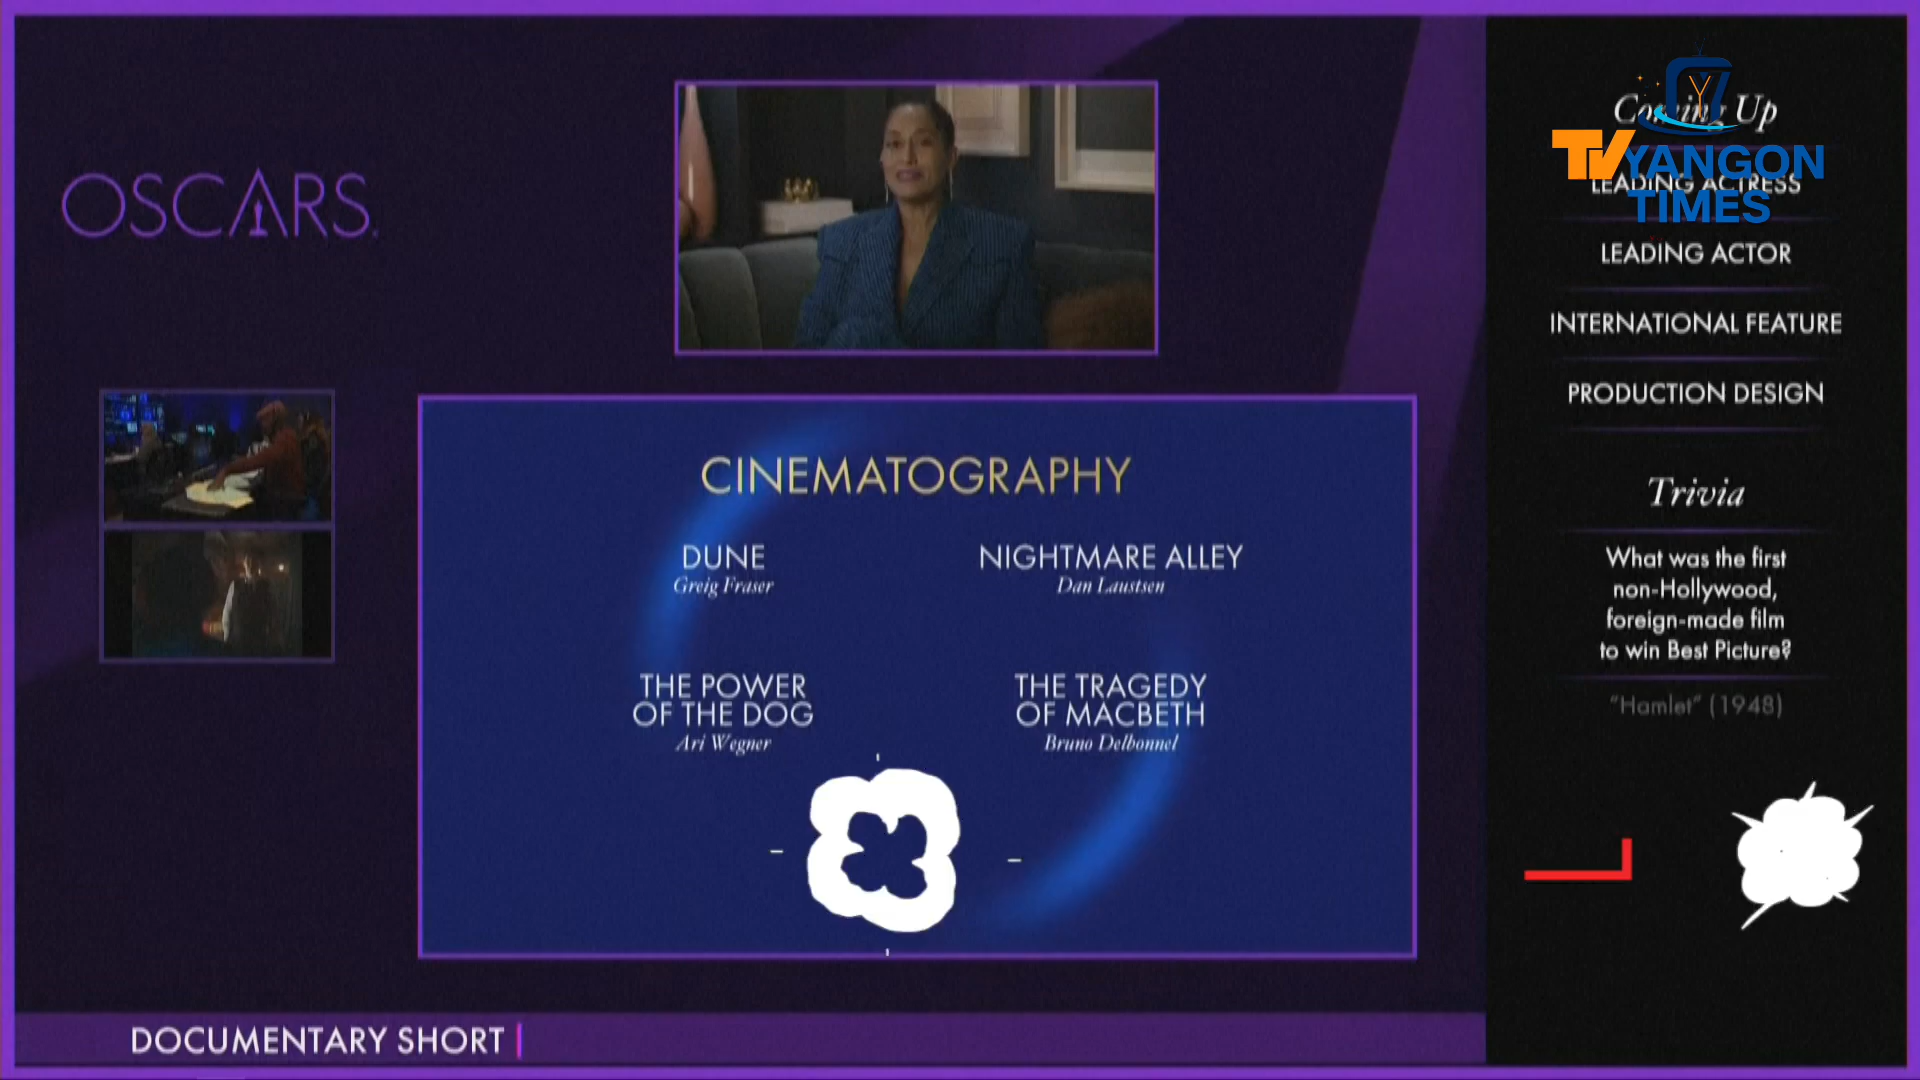 OSCARS
CINEMATOGRAPHY
DUNE
Greig Fraser
NIGHTMARE ALLEY
Dan Laustsen
THE POWER
OF THE DOG
Ari Wegner
THE TRAGEDY
OF MACBETH
Bruno Delbonnel
DOCUMENTARY SHORT
Coming Up
TV YANGON
TIMES
LEADING ACTRESS
LEADING ACTOR
INTERNATIONAL FEATURE
PRODUCTION DESIGN
Trivia
What was the first
non-Hollywood,
foreign-made film
to win Best Picture?
“Hamlet” (1948)